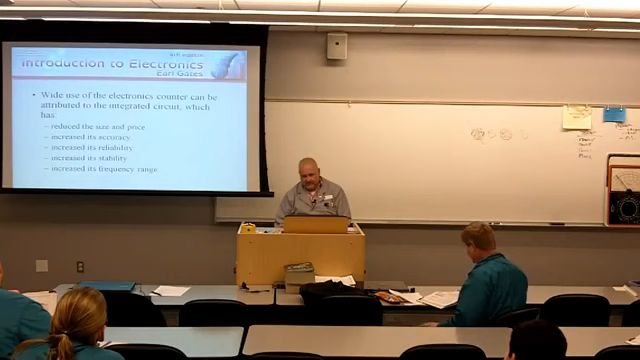 Introduction to Electronics
Earl Gates
• Wide use of the electronics counter can be
attributed to the integrated circuit, which
has:
– reduced the size and price
– increased its accuracy
– increased its reliability
– increased its stability
– increased its frequency range